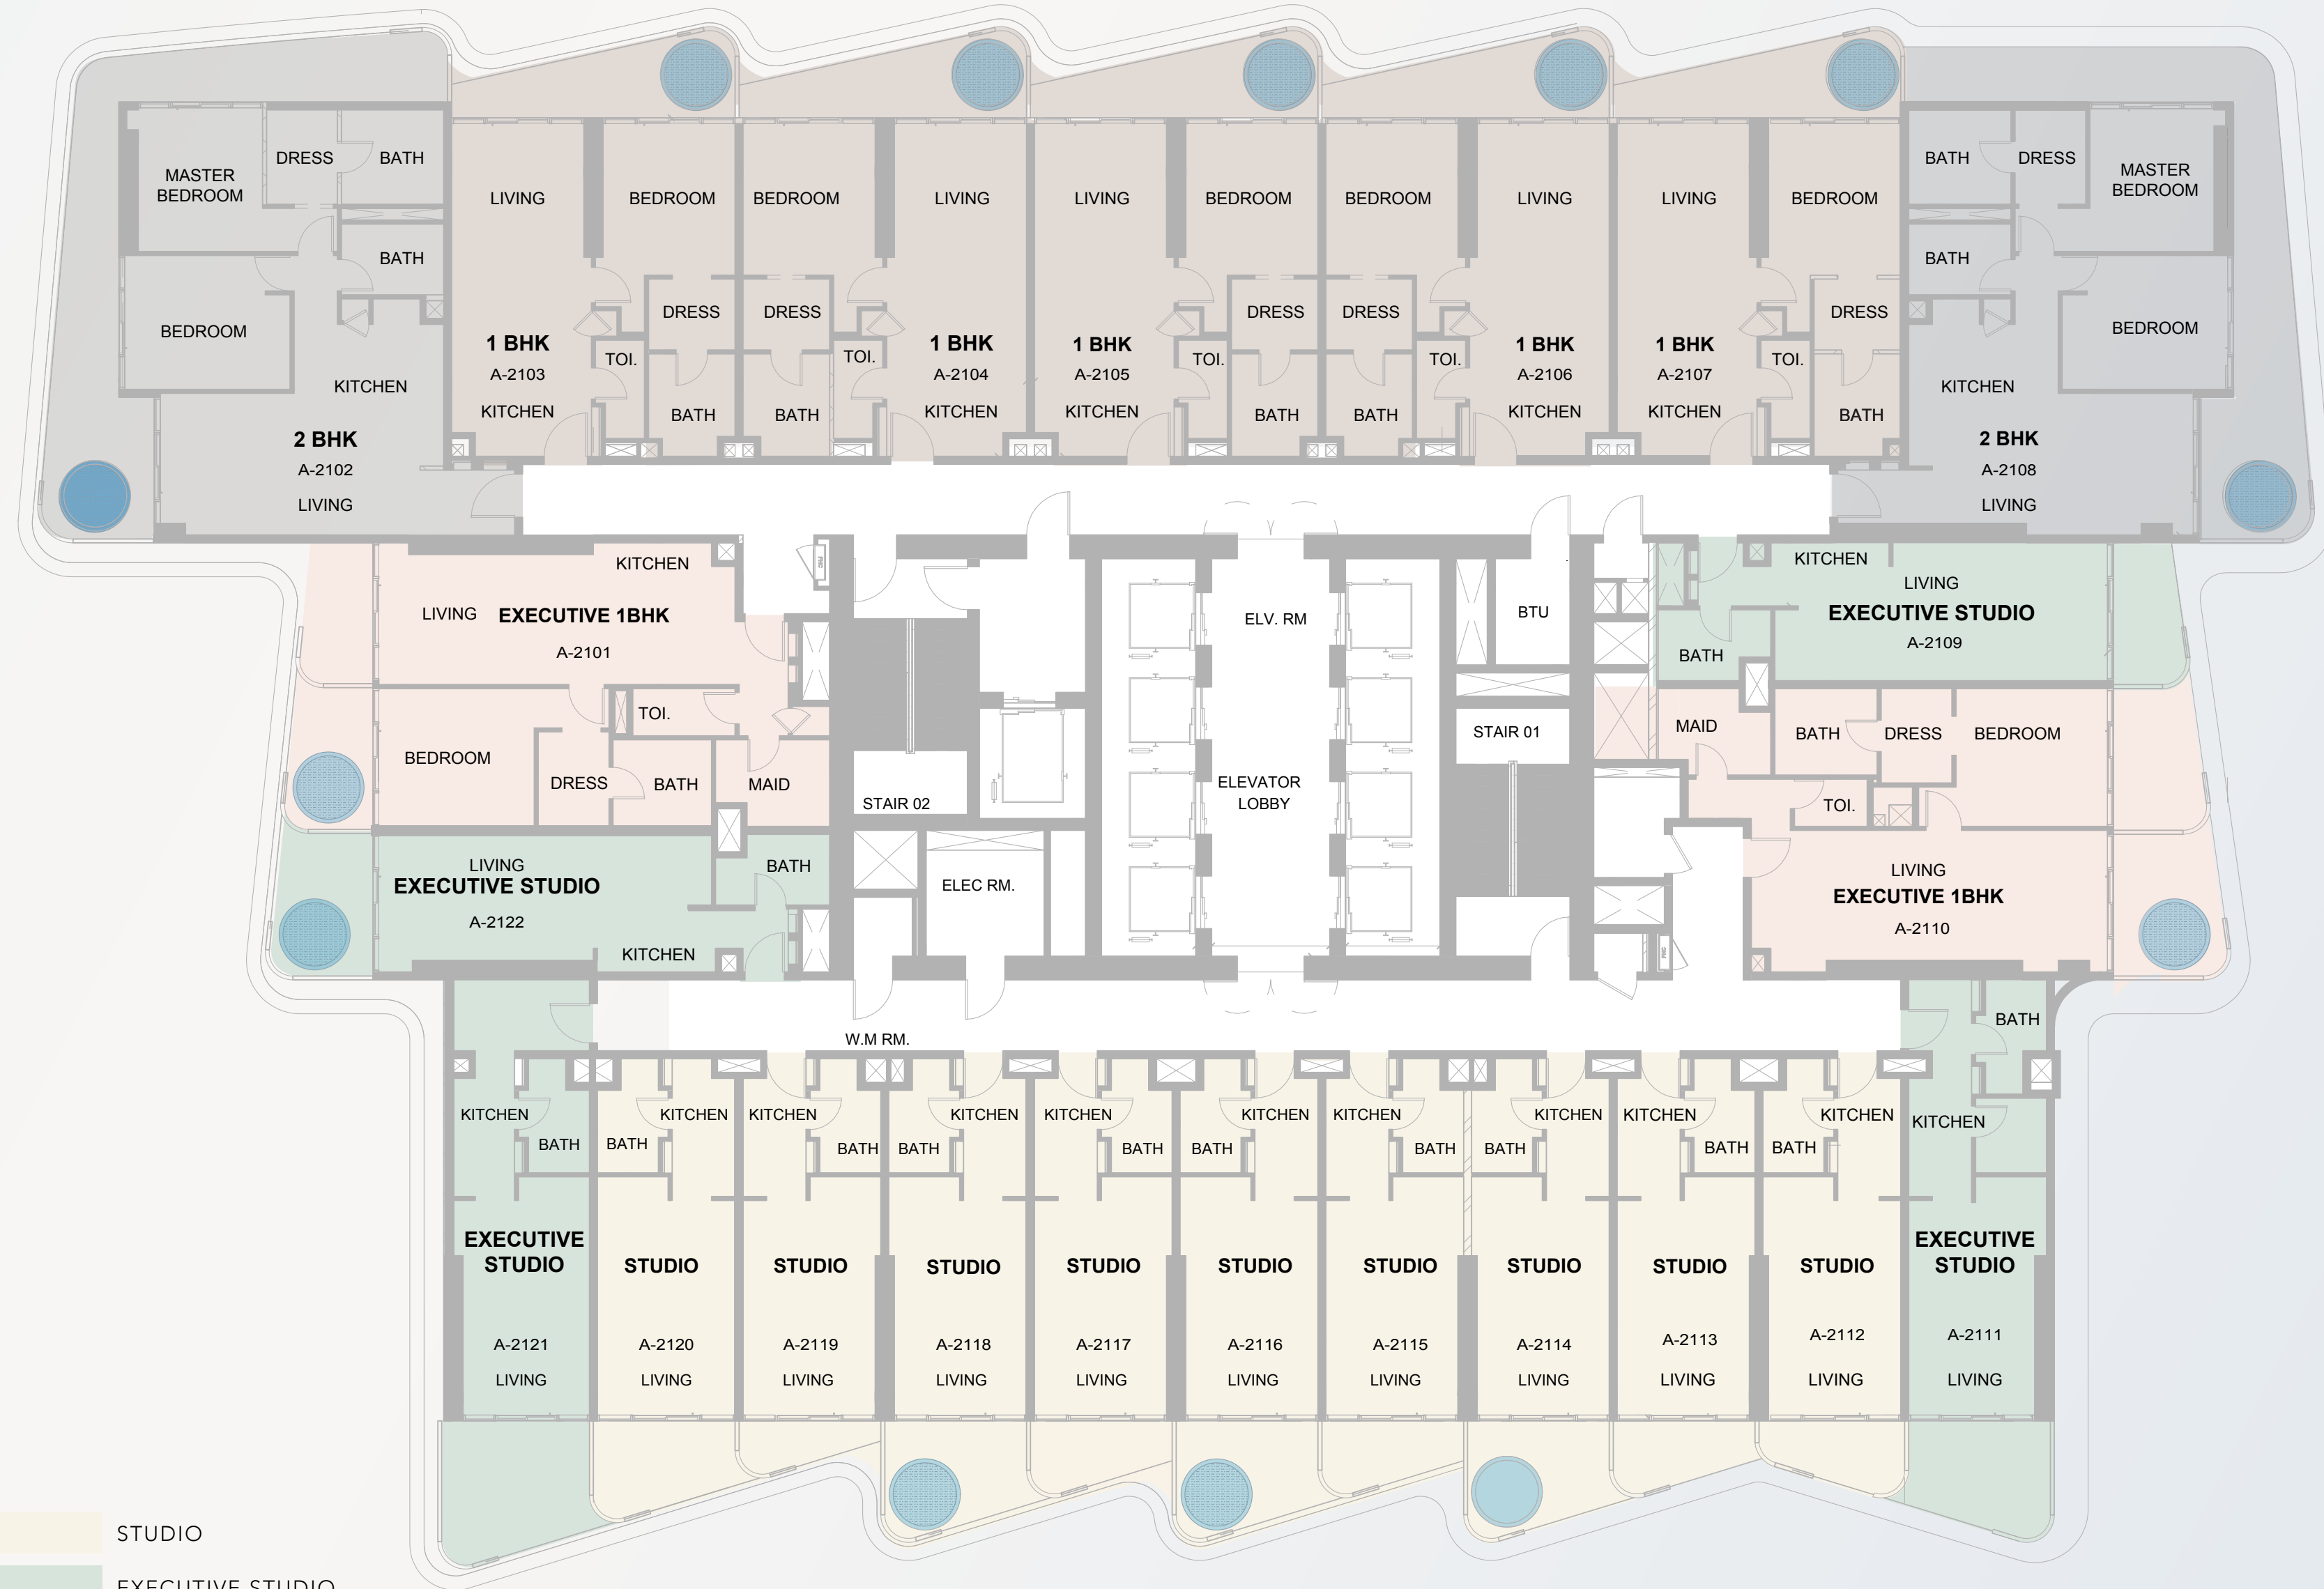 MASTER
BEDROOM
DRESS
BATH
BATH
BEDROOM
KITCHEN
2 BHK
A-2102
LIVING
LIVING
1 BHK
A-2103
KITCHEN
BEDROOM
DRESS
TOI.
BATH
BEDROOM
DRESS
TOI.
BATH
LIVING
1 BHK
A-2104
KITCHEN
LIVING
1 BHK
A-2105
KITCHEN
BEDROOM
DRESS
TOI.
BATH
BEDROOM
DRESS
TOI.
BATH
LIVING
1 BHK
A-2106
KITCHEN
LIVING
1 BHK
A-2107
KITCHEN
BEDROOM
DRESS
TOI.
BATH
BATH
DRESS
MASTER
BEDROOM
BATH
BEDROOM
KITCHEN
2 BHK
A-2108
LIVING
KITCHEN
LIVING
EXECUTIVE 1BHK
A-2101
TOI.
BEDROOM
DRESS
BATH
MAID
LIVING
EXECUTIVE STUDIO
A-2122
BATH
KITCHEN
STAIR 02
ELEC RM.
ELV. RM
ELEVATOR
LOBBY
BTU
STAIR 01
KITCHEN
LIVING
EXECUTIVE STUDIO
A-2109
BATH
MAID
BATH
DRESS
BEDROOM
TOI.
LIVING
EXECUTIVE 1BHK
A-2110
W.M RM.
KITCHEN
BATH
EXECUTIVE
STUDIO
A-2121
LIVING
BATH
KITCHEN
STUDIO
A-2120
LIVING
KITCHEN
BATH
STUDIO
A-2119
LIVING
KITCHEN
BATH
STUDIO
A-2118
LIVING
KITCHEN
BATH
STUDIO
A-2117
LIVING
KITCHEN
BATH
STUDIO
A-2116
LIVING
KITCHEN
BATH
STUDIO
A-2115
LIVING
KITCHEN
BATH
STUDIO
A-2114
LIVING
KITCHEN
BATH
STUDIO
A-2113
LIVING
KITCHEN
BATH
STUDIO
A-2112
LIVING
BATH
KITCHEN
EXECUTIVE
STUDIO
A-2111
LIVING
STUDIO
EXECUTIVE STUDIO